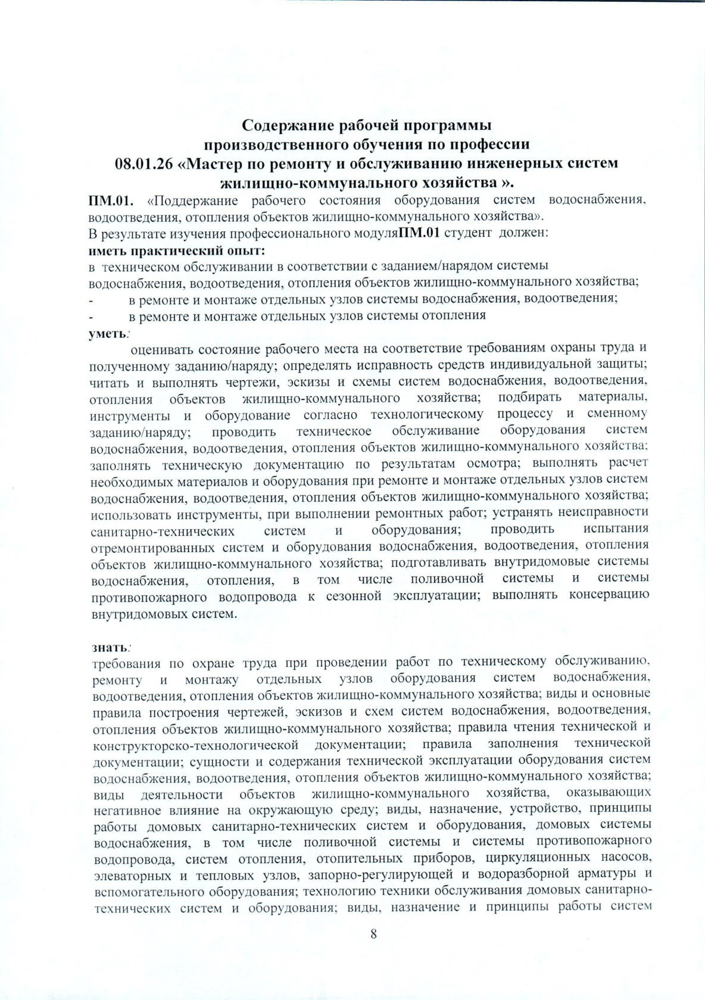 Содержание рабочей программы
производственного обучения по профессии
08.01.26 «Мастер по ремонту и обслуживанию инженерных систем
жилищно-коммунального хозяйства ».
ПМ.01. «Поддержание рабочего состояния оборудования систем водоснабжения,
водоотведения, отопления объектов жилищно-коммунального хозяйства».
В результате изучения профессионального модуляПМ.01 студент должен:
иметь практический опыт:
в техническом обслуживании в соответствии с заданием/нарядом системы
водоснабжения, водоотведения, отопления объектов жилищно-коммунального хозяйства;
- в ремонте и монтаже отдельных узлов системы водоснабжения, водоотведения;
- в ремонте и монтаже отдельных узлов системы отопления
уметь:
оценивать состояние рабочего места на соответствие требованиям охраны труда и
полученному заданию/наряду; определять исправность средств индивидуальной защиты;
читать и выполнять чертежи, эскизы и схемы систем водоснабжения, водоотведения,
отопления объектов жилищно-коммунального хозяйства; подбирать материалы,
инструменты и оборудование согласно технологическому процессу и сменному
заданию/наряду; проводить техническое обслуживание оборудования систем
водоснабжения, водоотведения, отопления объектов жилищно-коммунального хозяйства;
заполнять техническую документацию по результатам осмотра; выполнять расчет
необходимых материалов и оборудования при ремонте и монтаже отдельных узлов систем
водоснабжения, водоотведения, отопления объектов жилищно-коммунального хозяйства;
использовать инструменты, при выполнении ремонтных работ; устранять неисправности
санитарно-технических систем и оборудования; проводить испытания
отремонтированных систем и оборудования водоснабжения, водоотведения, отопления
объектов жилищно-коммунального хозяйства; подготавливать внутридомовые системы
водоснабжения, отопления, в том числе поливочной системы и системы
противопожарного водопровода к сезонной эксплуатации; выполнять консервацию
внутридомовых систем.
знать:
требования по охране труда при проведении работ по техническому обслуживанию,
ремонту и монтажу отдельных узлов оборудования систем водоснабжения,
водоотведения, отопления объектов жилищно-коммунального хозяйства; виды и основные
правила построения чертежей, эскизов и схем систем водоснабжения, водоотведения,
отопления объектов жилищно-коммунального хозяйства; правила чтения технической и
конструкторско-технологической документации; правила заполнения технической
документации; сущности и содержания технической эксплуатации оборудования систем
водоснабжения, водоотведения, отопления объектов жилищно-коммунального хозяйства;
виды деятельности объектов жилищно-коммунального хозяйства, оказывающих
негативное влияние на окружающую среду; виды, назначение, устройство, принципы
работы домовых санитарно-технических систем и оборудования, домовых системы
водоснабжения, в том числе поливочной системы и системы противопожарного
водопровода, систем отопления, отопительных приборов, циркуляционных насосов,
элеваторных и тепловых узлов, запорно-регулирующей и водоразборной арматуры и
вспомогательного оборудования; технологию техники обслуживания домовых санитарно-
технических систем и оборудования; виды, назначение и принципы работы систем
8